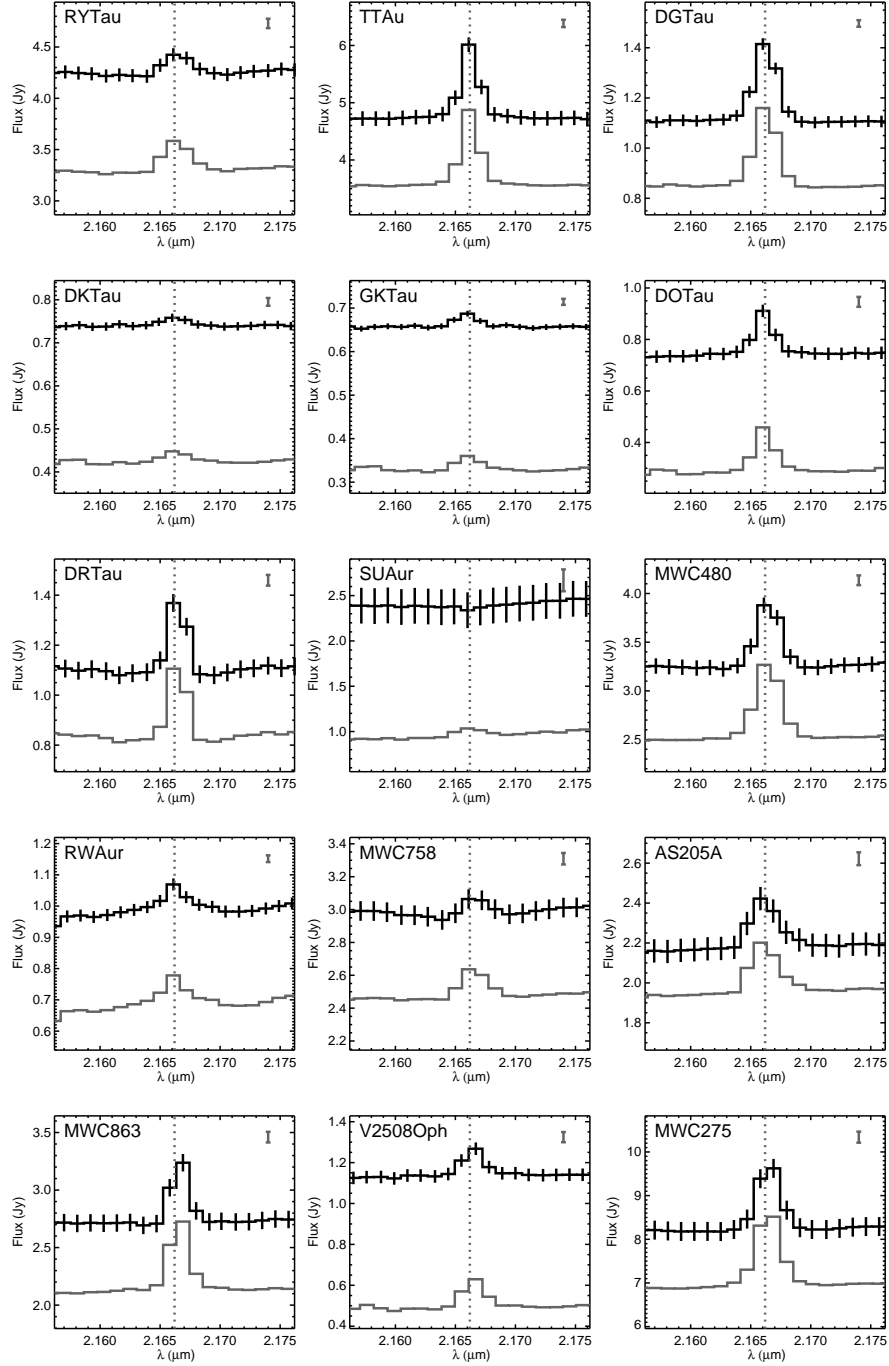 RYTau
Flux (Jy)
4.5
4.0
3.5
3.0
2.160 2.165 2.170 2.175
λ (μm)
TTAur
Flux (Jy)
6
5
4
2.160 2.165 2.170 2.175
λ (μm)
DGTau
Flux (Jy)
1.4
1.2
1.0
0.8
2.160 2.165 2.170 2.175
λ (μm)
DKTau
Flux (Jy)
0.8
0.7
0.6
0.5
0.4
2.160 2.165 2.170 2.175
λ (μm)
GKTau
Flux (Jy)
0.7
0.6
0.5
0.4
0.3
2.160 2.165 2.170 2.175
λ (μm)
DOTau
Flux (Jy)
1.0
0.8
0.6
0.4
2.160 2.165 2.170 2.175
λ (μm)
DRTau
Flux (Jy)
1.4
1.2
1.0
0.8
2.160 2.165 2.170 2.175
λ (μm)
SUAur
Flux (Jy)
2.5
2.0
1.5
1.0
2.160 2.165 2.170 2.175
λ (μm)
MWC480
Flux (Jy)
4.0
3.5
3.0
2.5
2.160 2.165 2.170 2.175
λ (μm)
RWAur
Flux (Jy)
1.2
1.1
1.0
0.9
0.8
0.7
0.6
2.160 2.165 2.170 2.175
λ (μm)
MWC758
Flux (Jy)
3.4
3.2
3.0
2.8
2.6
2.4
2.2
2.160 2.165 2.170 2.175
λ (μm)
AS205A
Flux (Jy)
2.6
2.4
2.2
2.0
1.8
2.160 2.165 2.170 2.175
λ (μm)
MWC863
Flux (Jy)
3.5
3.0
2.5
2.0
2.160 2.165 2.170 2.175
λ (μm)
V2508Oph
Flux (Jy)
1.4
1.2
1.0
0.8
0.6
0.4
2.160 2.165 2.170 2.175
λ (μm)
MWC275
Flux (Jy)
10
9
8
7
6
2.160 2.165 2.170 2.175
λ (μm)